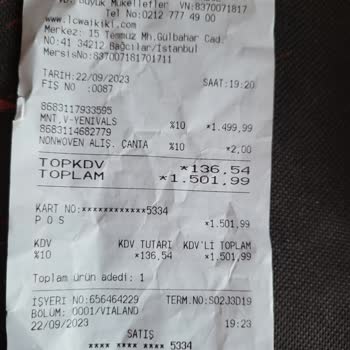 VD: Büyük Mükellefler VN:8370071817
Tel No:0212 777 49 00
www.lcwaikiki.com
Merkez: 15 Temmuz Mh.Gülbahar Cad.
NO:41 34212 Bağcılar/İstanbul
MersisNo:837007181701711
TARİH:22/09/2023 SAAT:19:20
FİŞ NO :0087
8683117933595
MNT,V-YENIVALS %10 *1.499,99
8683114682779
NONWOVEN ALIŞ. ÇANTA %10 *2,00
TOPKDV *136,54
TOPLAM *1.501,99
KART NO:************5334
P O S *1.501,99
KDV KDV TUTARI KDV'Lİ TOPLAM
%10 *136,54 *1.501,99
Toplam ürün adedi: 1
İŞYERİ NO:656464229 TERM.NO:S02J3D19
BÖLÜM: 0001/VIALAND
22/09/2023 19:23
SATIŞ
**** **** **** 5334